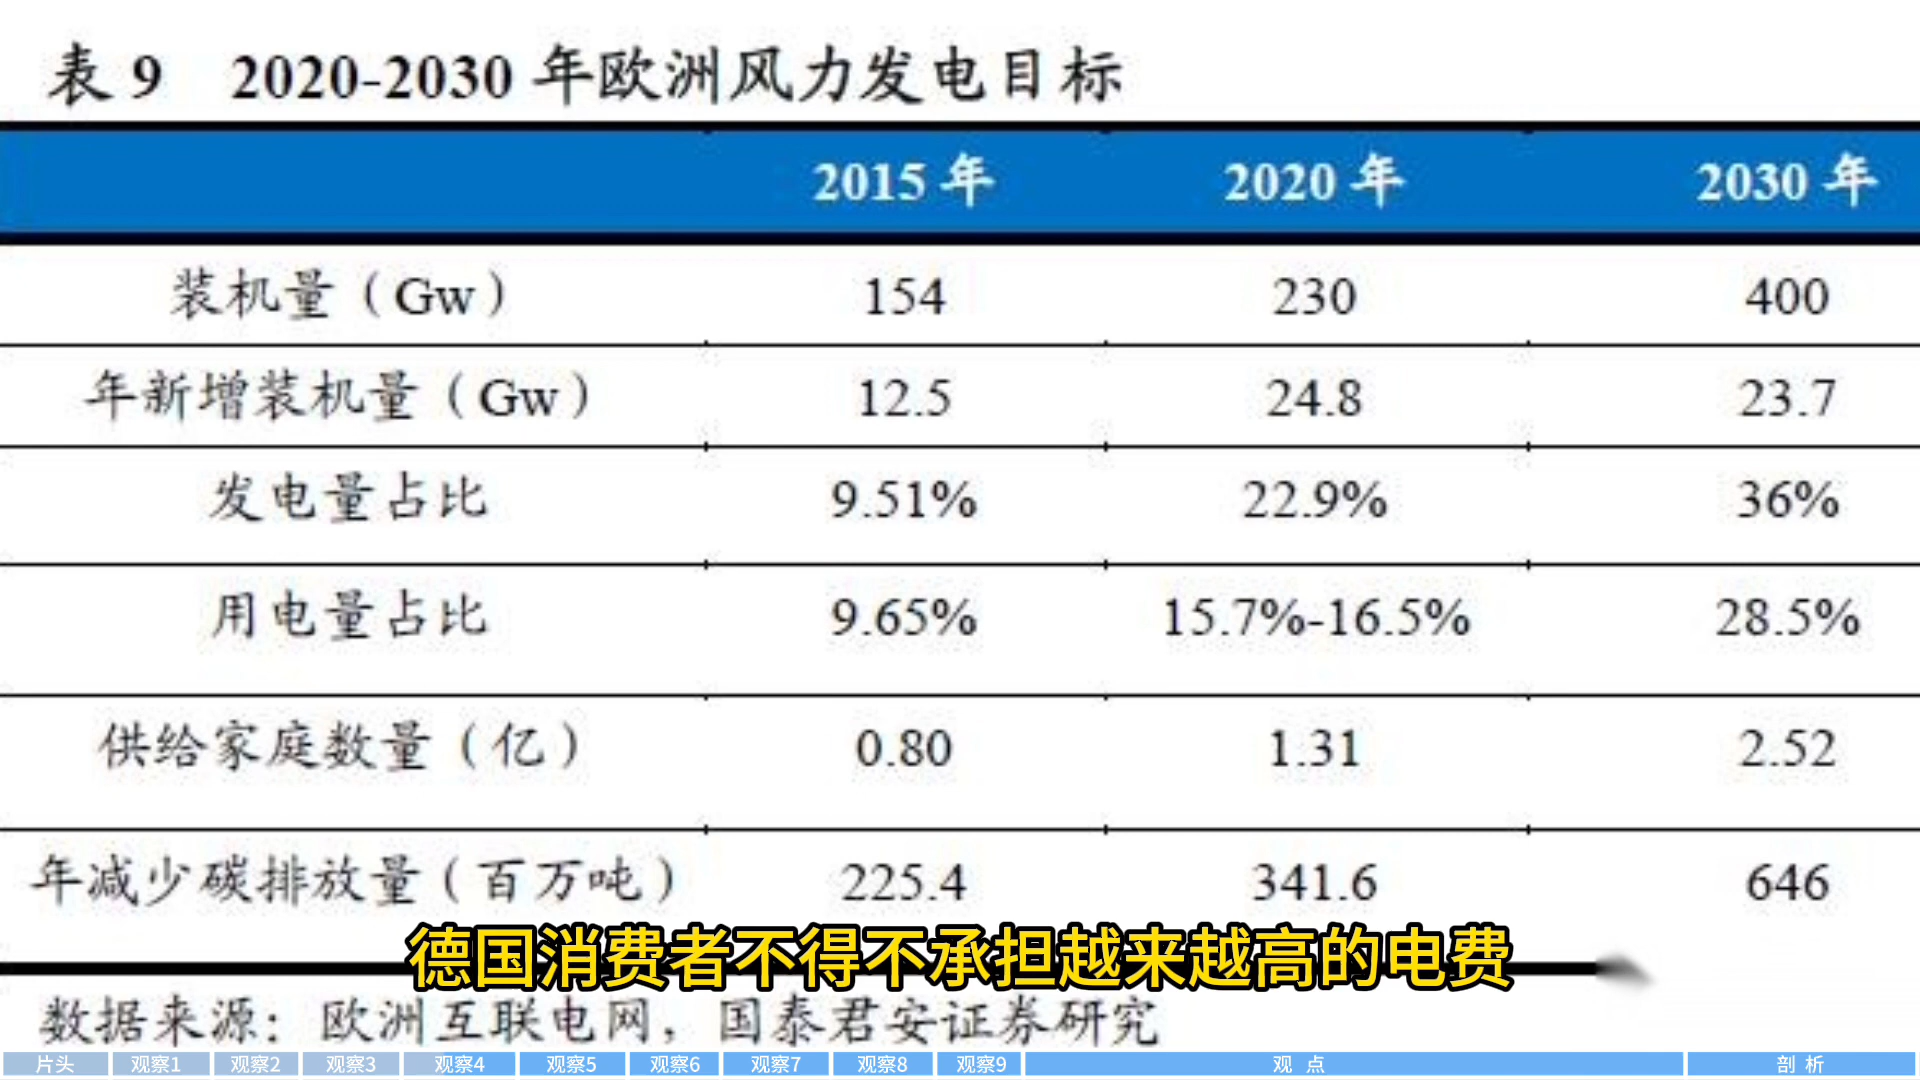 表 9 2020-2030 年欧洲风力发电目标
2015 年 2020 年 2030 年
装机量（Gw） 154 230 400
年新增装机量（Gw） 12.5 24.8 23.7
发电量占比 9.51% 22.9% 36%
用电量占比 9.65% 15.7%-16.5% 28.5%
供给家庭数量（亿） 0.80 1.31 2.52
年减少碳排放量（百万吨） 225.4 341.6 646
德国消费者不得不承担越来越高的电费
数据来源：欧洲互联电网，国泰君安证券研究
片头 观察1 观察2 观察3 观察4 观察5 观察6 观察7 观察8 观察9 观 点 剖 析